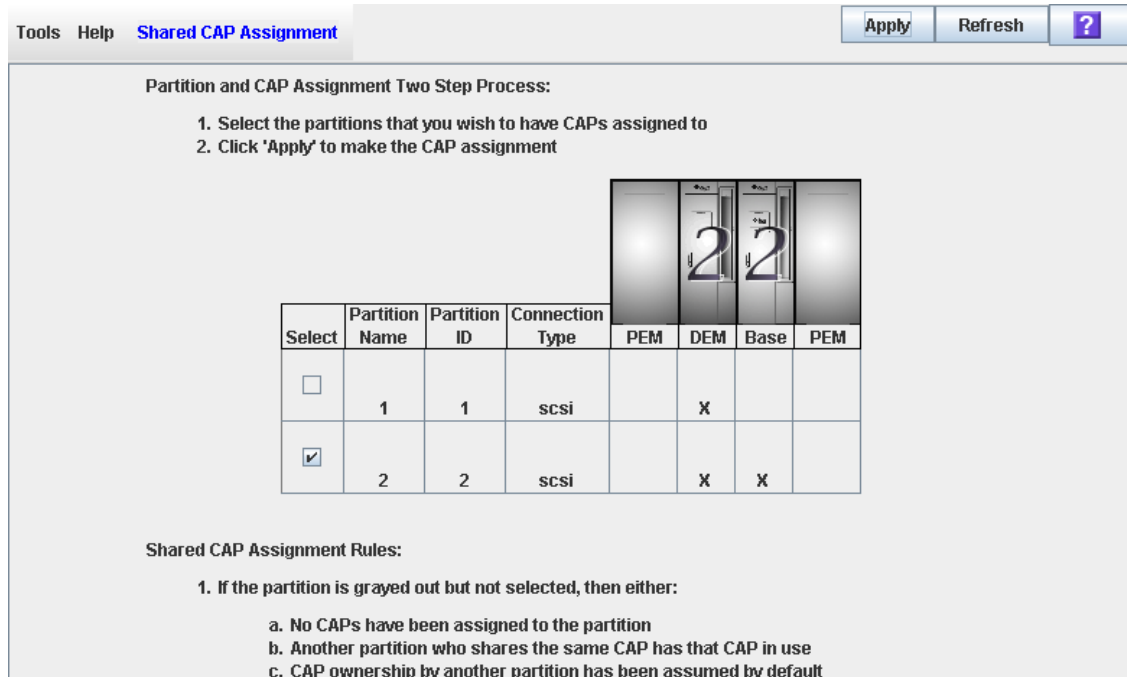 Tools Help Shared CAP Assignment Apply Refresh ?
Partition and CAP Assignment Two Step Process:
1. Select the partitions that you wish to have CAPs assigned to
2. Click 'Apply' to make the CAP assignment
2 2
Select Partition Name Partition ID Connection Type PEM DEM Base PEM
1 1 scsi X
2 2 scsi X X
Shared CAP Assignment Rules:
1. If the partition is grayed out but not selected, then either:
a. No CAPs have been assigned to the partition
b. Another partition who shares the same CAP has that CAP in use
c. CAP ownership by another partition has been assumed by default